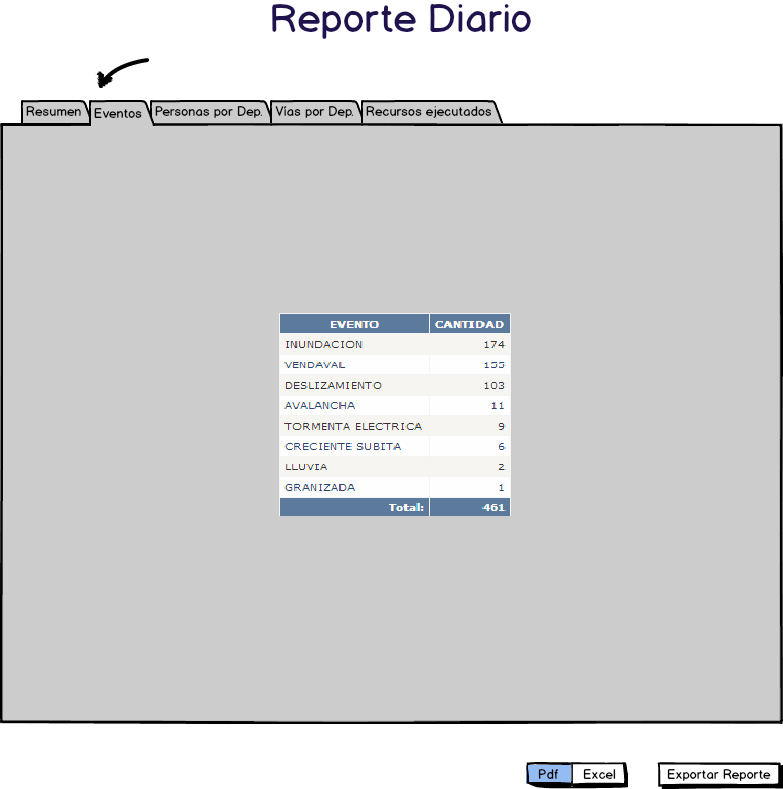 Reporte Diario
Resumen Eventos Personas por Dep. Vías por Dep. Recursos ejecutados
EVENTO CANTIDAD
INUNDACION 174
VENDAVAL 155
DESLIZAMIENTO 103
AVALANCHA 11
TORMENTA ELECTRICA 9
CRECIENTE SUBITA 6
LLUVIA 2
GRANIZADA 1
Total: 461
Pdf Excel Exportar Reporte